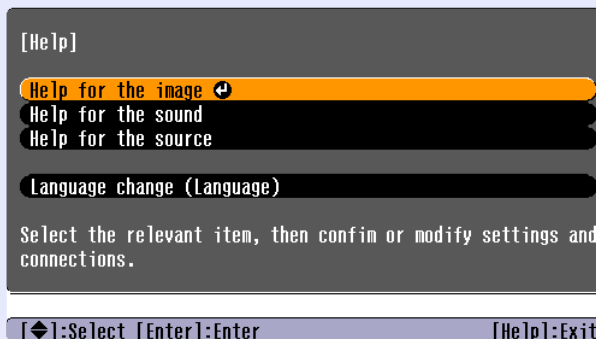 [Help]
Help for the image
Help for the sound
Help for the source
Language change (Language)
Select the relevant item, then confim or modify settings and
connections.
[◆]:Select [Enter]:Enter [Help]:Exit